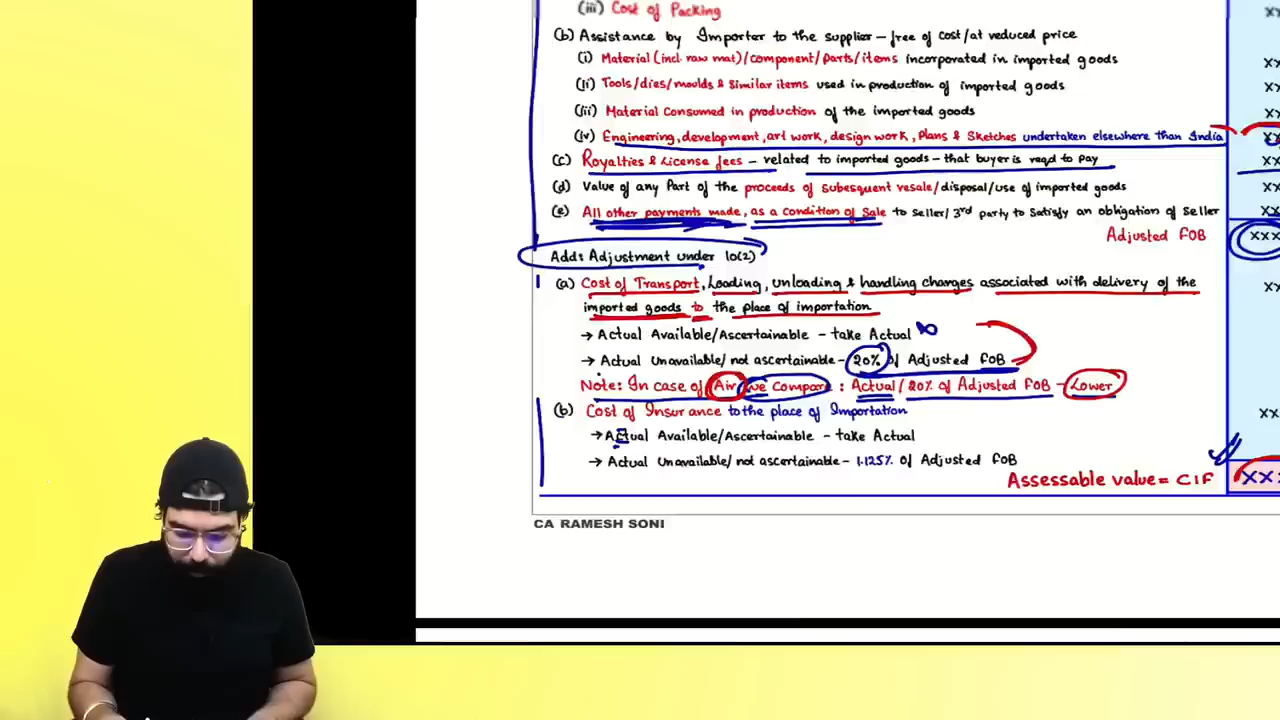 (iii) Cost of Packing
(b) Assistance by Importer to the supplier – free of cost/at reduced price
(i) Material (incl. raw mat)/component/parts/items incorporated in imported goods
(ii) Tools/dies/moulds & Similar items used in production of imported goods
(iii) Material Consumed in production of the imported goods
(iv) Engineering, development, art work, design work, Plans & Sketches undertaken elsewhere than India
(c) Royalties & License fees – related to imported goods – that buyer is reqd to pay
(d) Value of any Part of the proceeds of subesquent resale/disposal/use of imported goods
(e) All other payments made, as a condition of Sale to seller/3rd party to Satisfy an obligation of seller
Adjusted FOB
xxx
Add: Adjustment under 10(2)
(a) Cost of Transport, Loading, unloading & handling charges associated with delivery of the
imported goods to the place of importation
→ Actual Available/Ascertainable – take Actual
→ Actual Unavailable/not ascertainable – 20% of Adjusted FOB
Note: In case of Air we Compare: Actual/20% of Adjusted FOB – Lower
(b) Cost of Insurance to the place of Importation
→ Actual Available/Ascertainable – take Actual
→ Actual Unavailable/not ascertainable – 1.125% of Adjusted FOB
Assessable value = CIF
CA RAMESH SONI